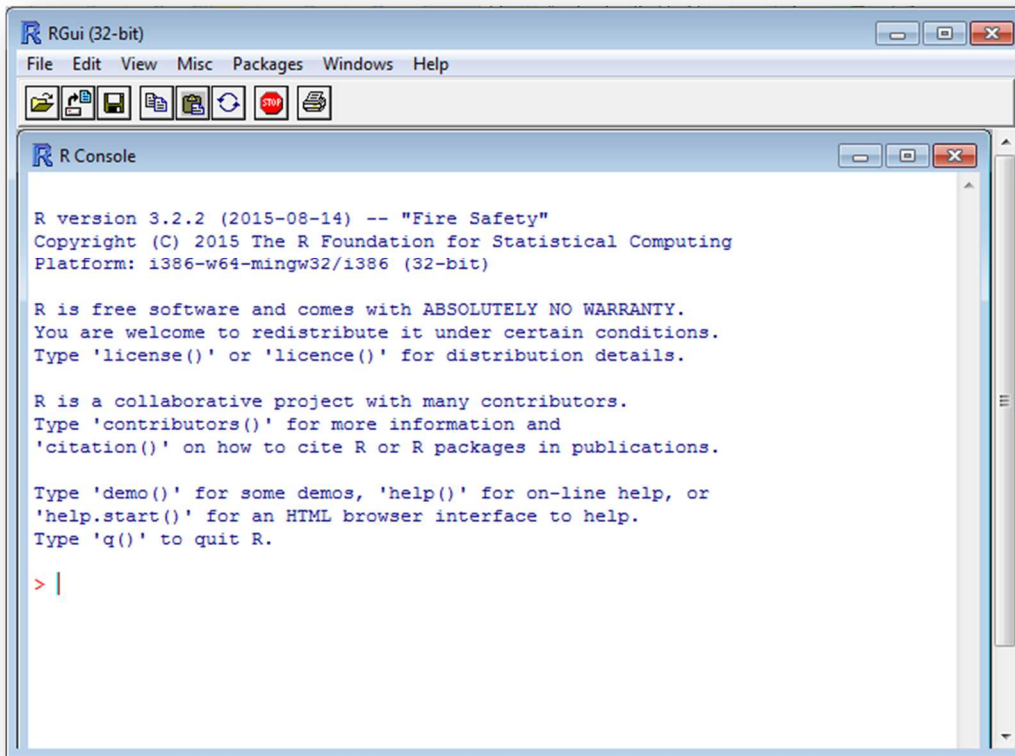 RGui (32-bit)
File Edit View Misc Packages Windows Help
STOP
R Console
R version 3.2.2 (2015-08-14) -- "Fire Safety"
Copyright (C) 2015 The R Foundation for Statistical Computing
Platform: i386-w64-mingw32/i386 (32-bit)
R is free software and comes with ABSOLUTELY NO WARRANTY.
You are welcome to redistribute it under certain conditions.
Type 'license()' or 'licence()' for distribution details.
R is a collaborative project with many contributors.
Type 'contributors()' for more information and
'citation()' on how to cite R or R packages in publications.
Type 'demo()' for some demos, 'help()' for on-line help, or
'help.start()' for an HTML browser interface to help.
Type 'q()' to quit R.
>